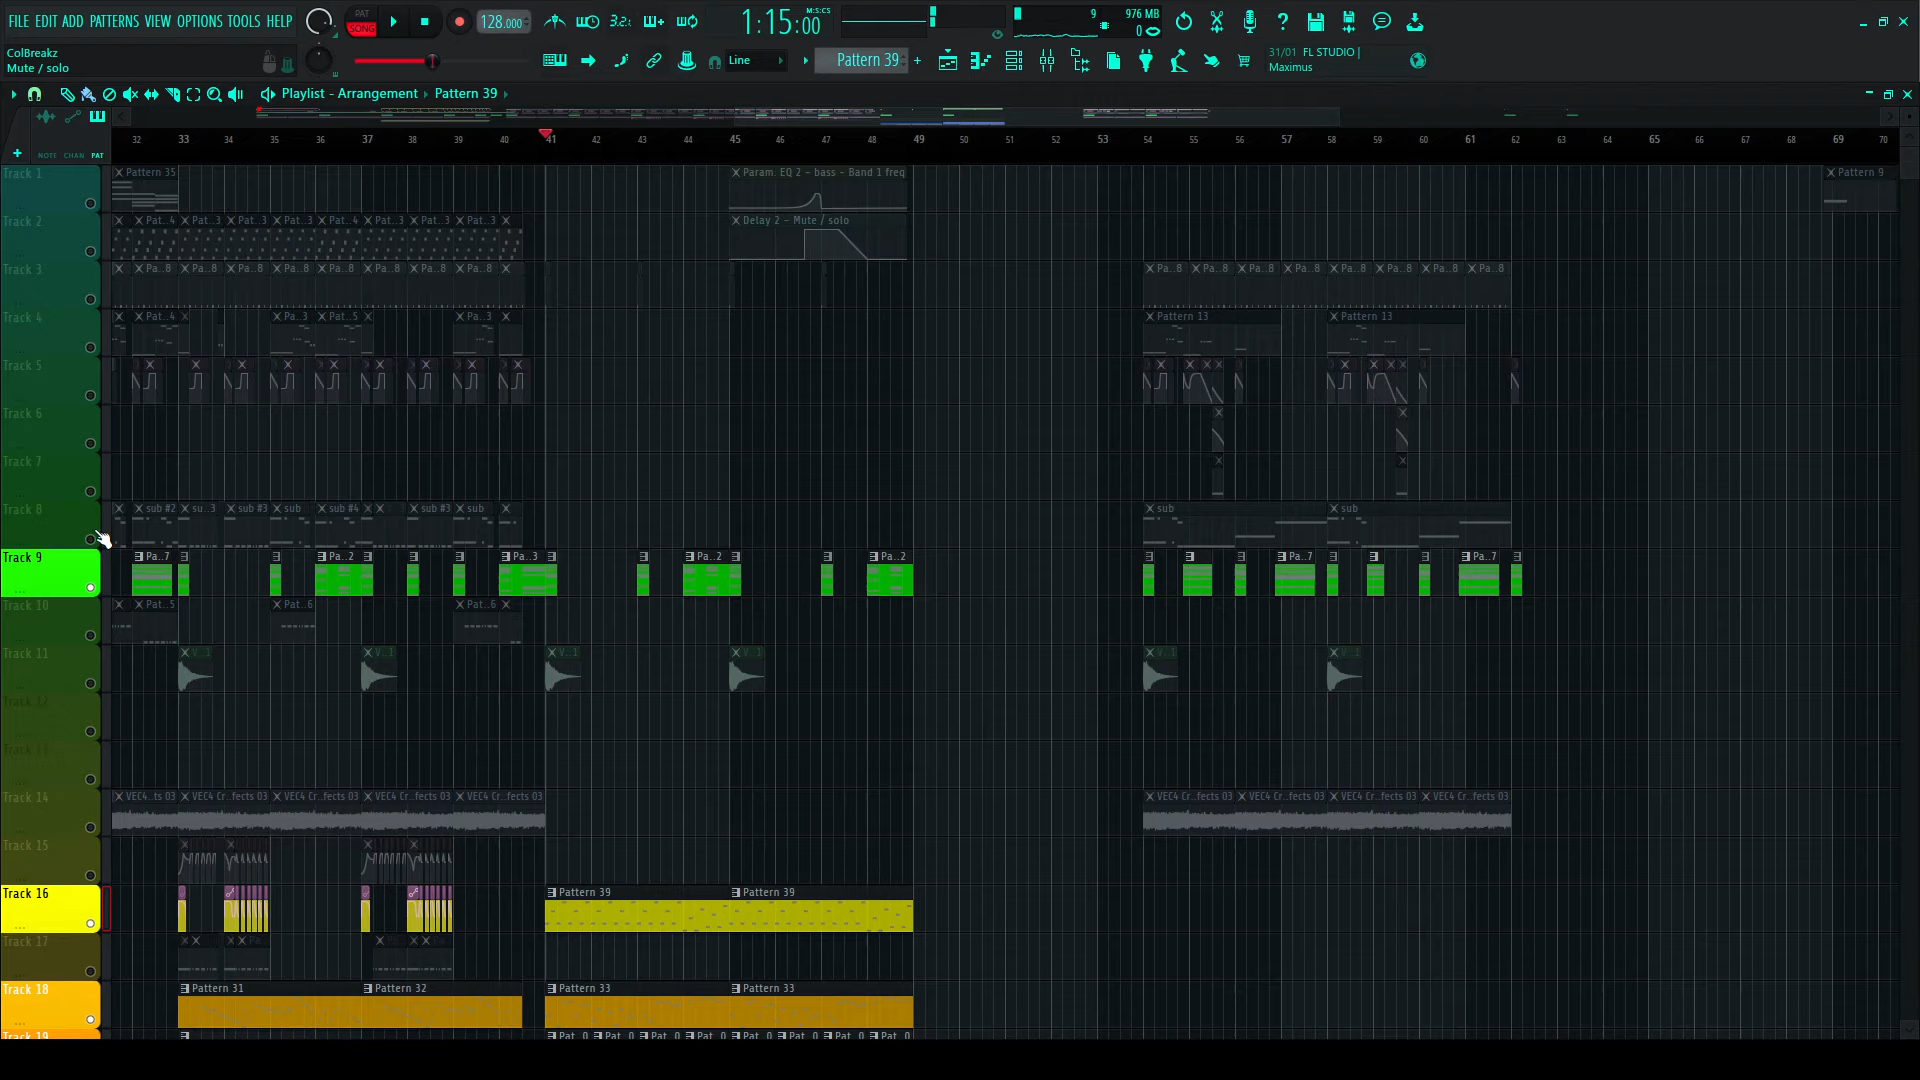 FILE EDIT ADD PATTERNS VIEW OPTIONS TOOLS HELP
PAT
SONG
128.000
3.2.
1:15:00
M:S:CS
9
976 MB
0
ColBreakz
Mute / solo
Line
Pattern 39
31/01 FL STUDIO |
Maximus
Playlist - Arrangement › Pattern 39 ›
32 33 34 35 36 37 38 39 40 41 42 43 44 45 46 47 48 49 50 51 52 53 54 55 56 57 58 59 60 61 62 63 64 65 66 67 68 69 70
NOTE CHAN PAT
Track 1
Pattern 35
Param. EQ 2 - bass - Band 1 freq
Pattern 9
Track 2
Pat..4 Pat..3 Pat..3 Pat..3 Pat..4 Pat..3 Pat..3 Pat..3
Delay 2 - Mute / solo
Track 3
Pa..8 Pa..8 Pa..8 Pa..8 Pa..8 Pa..8 Pa..8 Pa..8 Pa..8 Pa..8 Pa..8 Pa..8 Pa..8 Pa..8 Pa..8 Pa..8
Track 4
Pat..4 Pa..3 Pat..5 Pa..3 Pattern 13 Pattern 13
Track 5
Track 6
Track 7
Track 8
sub #2 su..3 sub #3 sub sub #4 sub #3 sub sub sub
Track 9
Pa..7 Pa..2 Pa..3 Pa..2 Pa..2 Pa..7 Pa..7
Track 10
Pat..5 Pat..6 Pat..6
Track 11
V..1 V..1 V..1 V..1 V..1 V..1
Track 12
Track 14
VEC4..ts 03 VEC4 Cr..fects 03 VEC4 Cr..fects 03 VEC4 Cr..fects 03 VEC4 Cr..fects 03 VEC4 Cr..fects 03 VEC4 Cr..fects 03 VEC4 Cr..fects 03 VEC4 Cr..fects 03
Track 15
Track 16
Pattern 39 Pattern 39
Track 17
Track 18
Pattern 31 Pattern 32 Pattern 33 Pattern 33
Track 19